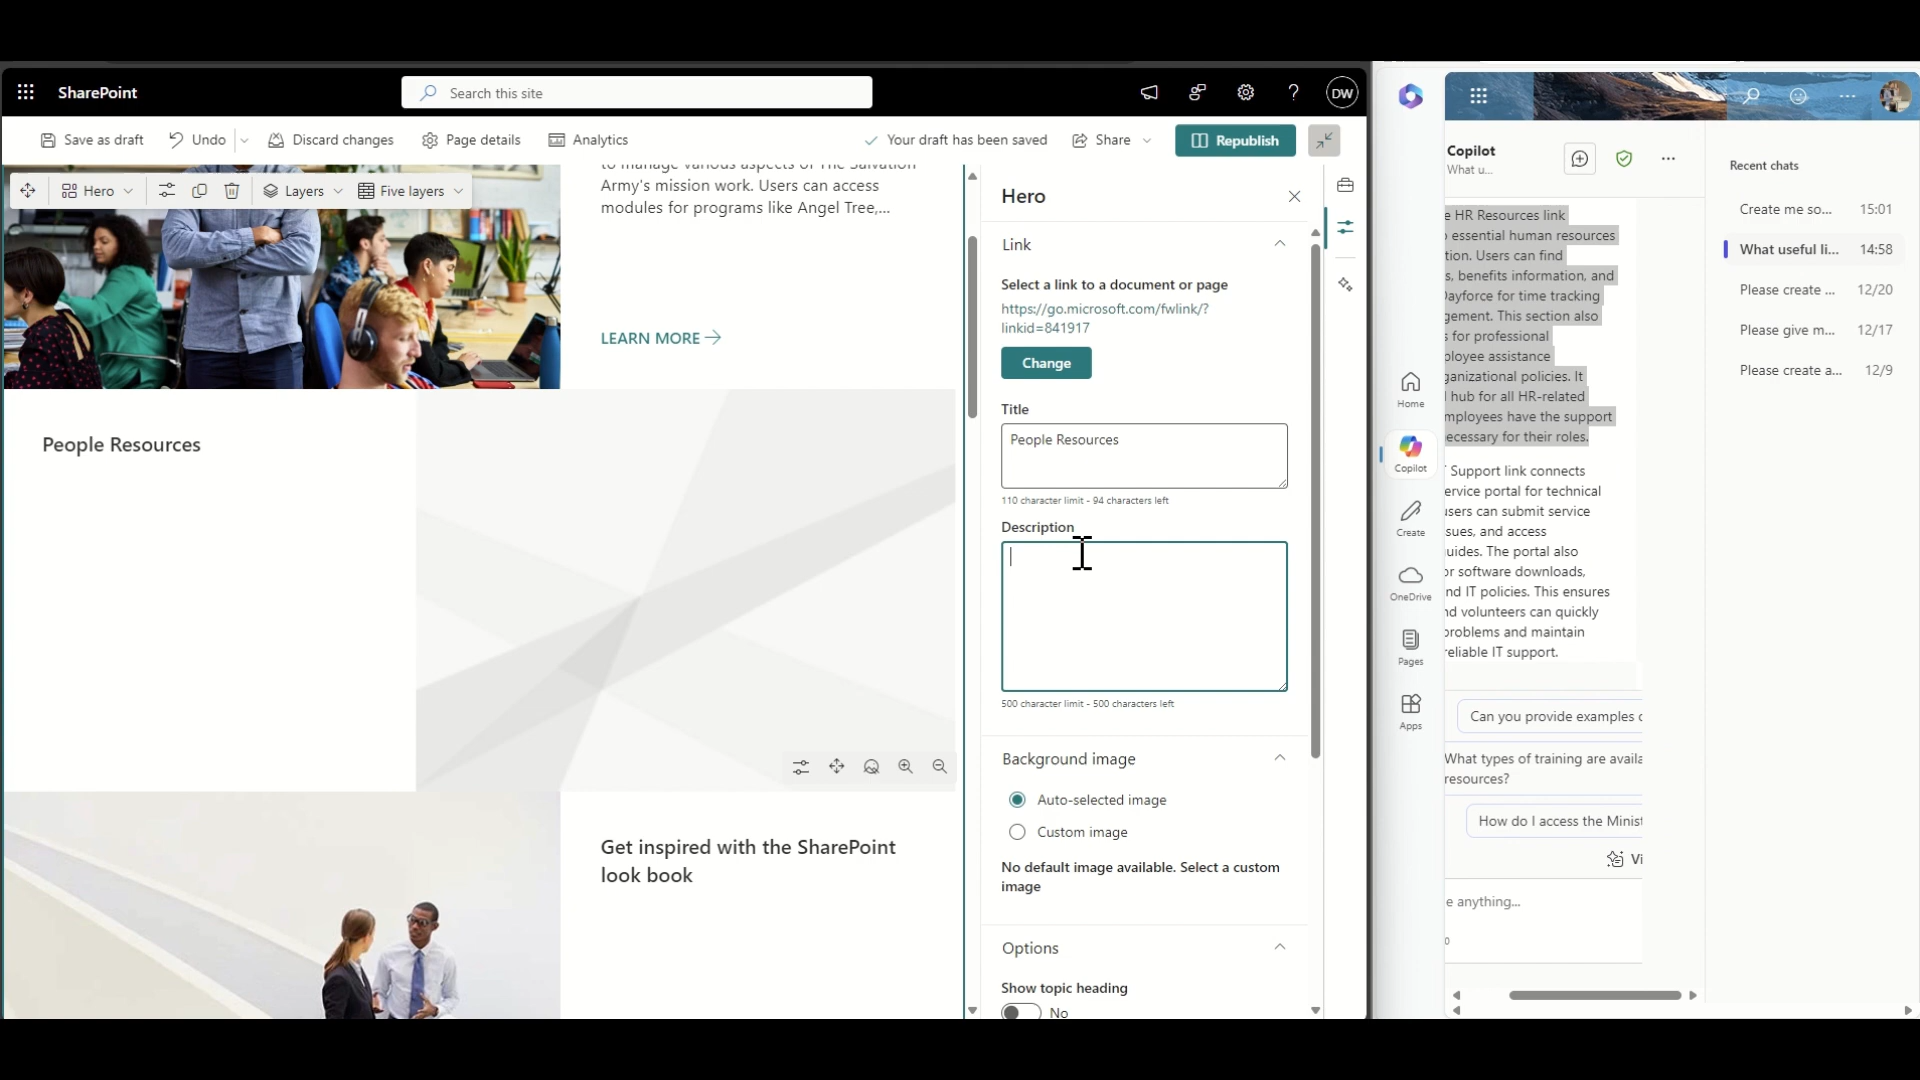 SharePoint
Search this site
DW
Save as draft
Undo
Discard changes
Page details
Analytics
Your draft has been saved
Share
Republish
Hero
Layers
Five layers
to manage various aspects of The Salvation
Army's mission work. Users can access
modules for programs like Angel Tree,...
LEARN MORE
People Resources
Get inspired with the SharePoint
look book
Hero
Link
Select a link to a document or page
https://go.microsoft.com/fwlink/?
linkid=841917
Change
Title
People Resources
110 character limit - 94 characters left
Description
500 character limit - 500 characters left
Background image
Auto-selected image
Custom image
No default image available. Select a custom
image
Options
Show topic heading
No
Home
Copilot
Create
OneDrive
Pages
Apps
Copilot
What u...
e HR Resources link
essential human resources
tion. Users can find
s, benefits information, and
Dayforce for time tracking
gement. This section also
s for professional
ployee assistance
ganizational policies. It
hub for all HR-related
mployees have the support
ecessary for their roles.
Support link connects
ervice portal for technical
users can submit service
sues, and access
uides. The portal also
or software downloads,
nd IT policies. This ensures
nd volunteers can quickly
problems and maintain
reliable IT support.
Can you provide examples
What types of training are availa
resources?
How do I access the Minist
Vi
e anything...
Recent chats
Create me so... 15:01
What useful li... 14:58
Please create ... 12/20
Please give m... 12/17
Please create a... 12/9